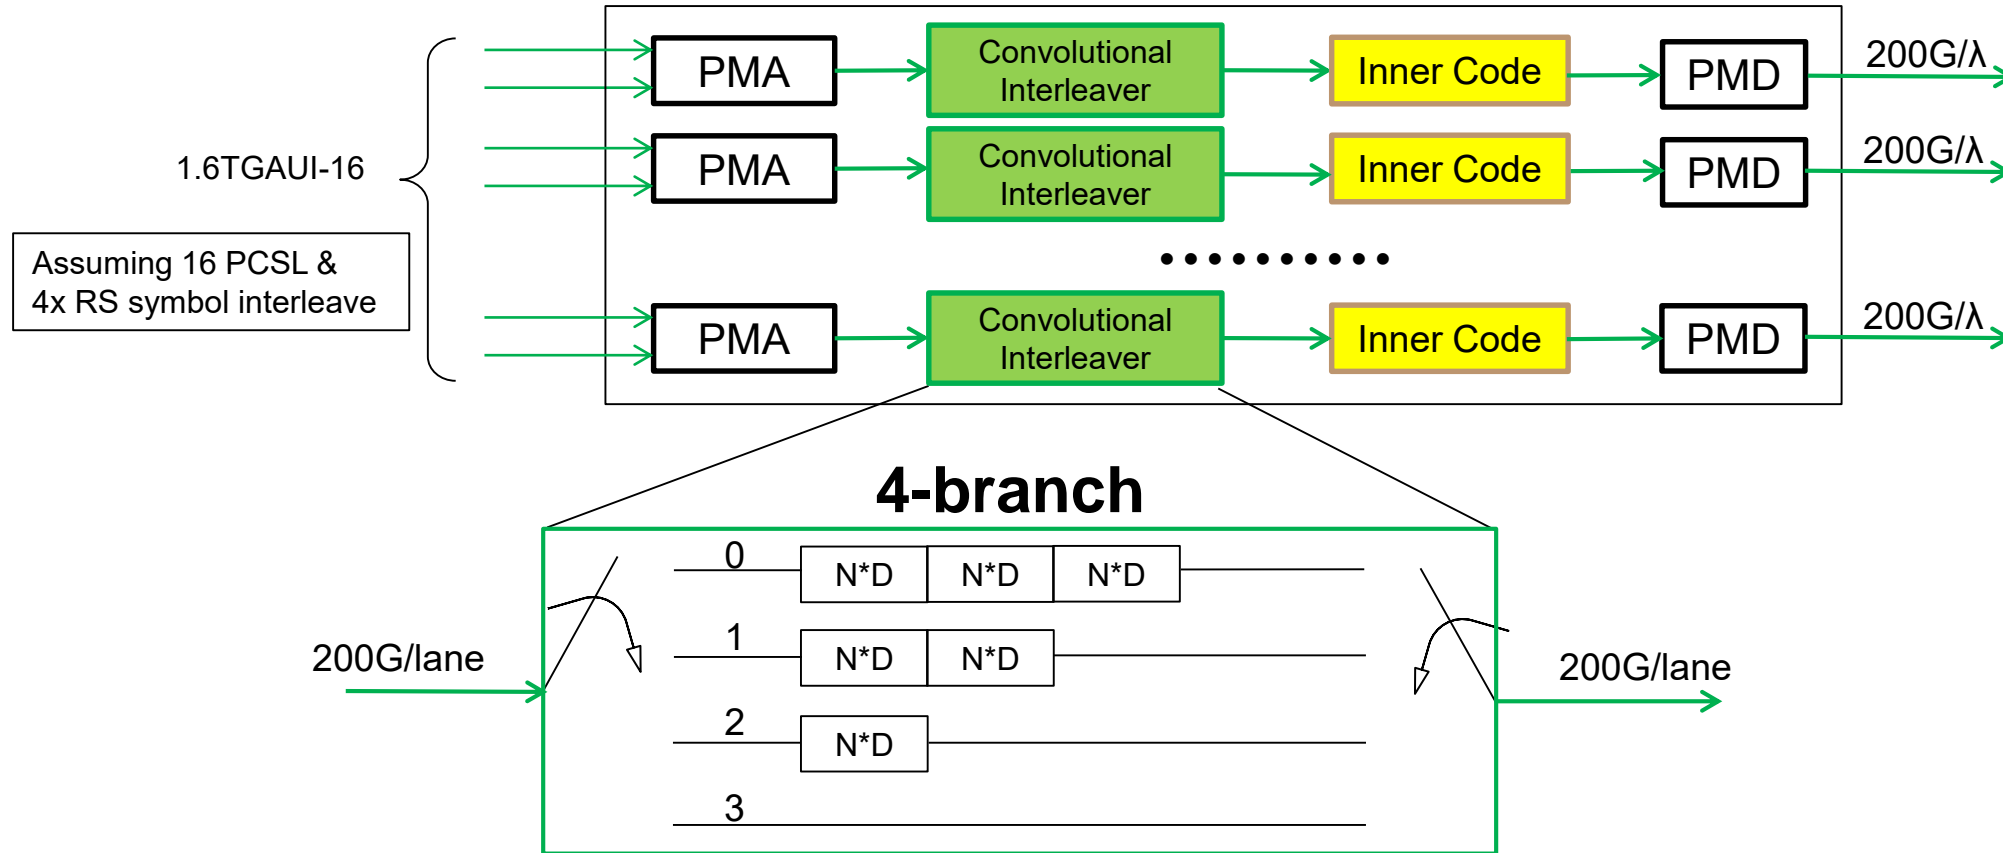 PMA
Convolutional
Interleaver
Inner Code
PMD
200G/λ
PMA
Convolutional
Interleaver
Inner Code
PMD
200G/λ
1.6TGAUI-16
Assuming 16 PCSL &
4x RS symbol interleave
PMA
Convolutional
Interleaver
Inner Code
PMD
200G/λ
4-branch
0
N*D
N*D
N*D
1
N*D
N*D
200G/lane
200G/lane
2
N*D
3